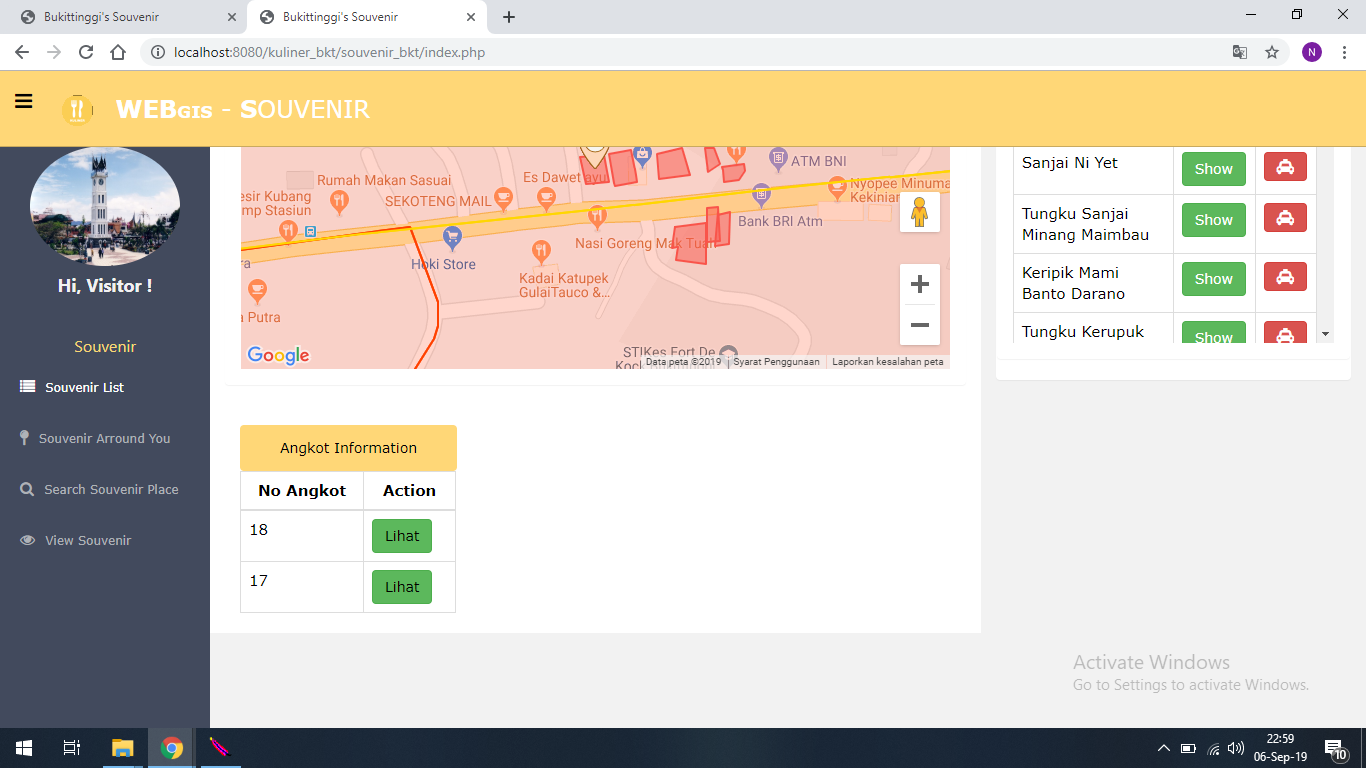 Bukittinggi's Souvenir
Bukittinggi's Souvenir
localhost:8080/kuliner_bkt/souvenir_bkt/index.php
N
WEBGIS - SOUVENIR
Hi, Visitor !
Souvenir
Souvenir List
Souvenir Arround You
Search Souvenir Place
View Souvenir
Rumah Makan Sasuai
esir Kubang
mp Stasiun
SEKOTENG MAIL
Es Dawet ayu
ATM BNI
Nyopee Minuma
Kekinian
Bank BRI Atm
Nasi Goreng Mak Tuah
Hoki Store
Kadai Katupek
GulaiTauco &...
ra
a Putra
STIKes Fort De
Google
Data peta ©2019
Syarat Penggunaan
Laporkan kesalahan peta
Sanjai Ni Yet
Show
Tungku Sanjai
Minang Maimbau
Show
Keripik Mami
Banto Darano
Show
Tungku Kerupuk
Show
Angkot Information
No Angkot Action
18 Lihat
17 Lihat
Activate Windows
Go to Settings to activate Windows.
22:59
06-Sep-19
10